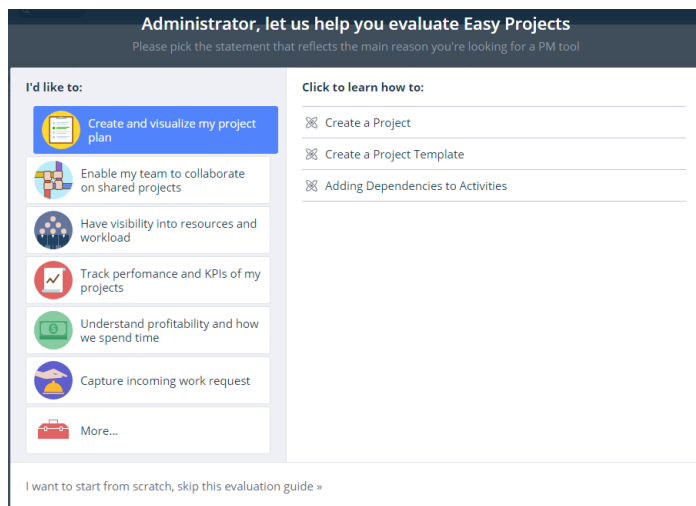 Administrator, let us help you evaluate Easy Projects
Please pick the statement that reflects the main reason you're looking for a PM tool
I'd like to:
Create and visualize my project
plan
Enable my team to collaborate
on shared projects
Have visibility into resources and
workload
Track perfomance and KPIs of my
projects
Understand profitability and how
we spend time
Capture incoming work request
More...
Click to learn how to:
Create a Project
Create a Project Template
Adding Dependencies to Activities
I want to start from scratch, skip this evaluation guide »